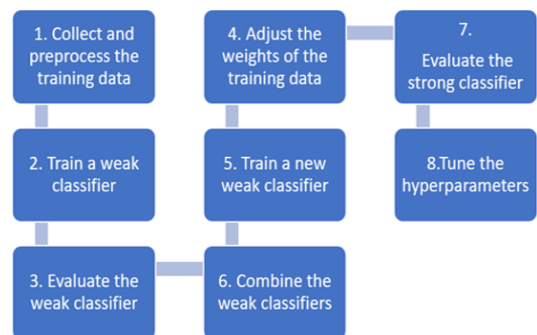 1. Collect and
preprocess the
training data
2. Train a weak
classifier
3. Evaluate the
weak classifier
4. Adjust the
weights of the
training data
5. Train a new
weak classifier
6. Combine the
weak classifiers
7.
Evaluate the
strong classifier
8.Tune the
hyperparameters